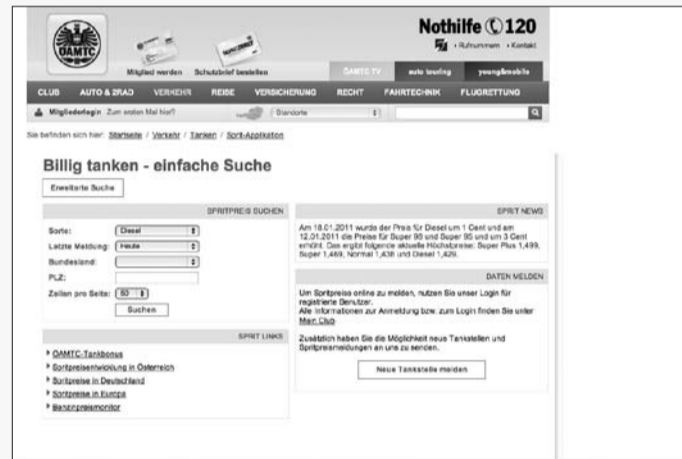 ÖAMTC
Nothilfe 120
Rufnummern Kontakt
Mitglied werden Schutzbrief bestellen
ÖAMTC TV auto touring young&mobile
CLUB AUTO & 2RAD VERKEHR REISE VERSICHERUNG RECHT FAHRTECHNIK FLUGRETTUNG
Mitgliederlogin Zum ersten Mal hier? Standorte
Sie befinden sich hier: Startseite / Verkehr / Tanken / Sprit-Applikation
Billig tanken - einfache Suche
Erweiterte Suche
SPRITPREIS SUCHEN
Sorte: Diesel
Letzte Meldung: Heute
Bundesland:
PLZ:
Zeilen pro Seite: 50
Suchen
SPRIT LINKS
ÖAMTC-Tankbonus
Spritpreisentwicklung in Österreich
Spritpreise in Deutschland
Spritpreise in Europa
Benzinpreismonitor
SPRIT NEWS
Am 18.01.2011 wurde der Preis für Diesel um 1 Cent und am
12.01.2011 die Preise für Super 98 und Super 95 und um 3 Cent
erhöht. Das ergibt folgende aktuelle Höchstpreise: Super Plus 1,499,
Super 1,469, Normal 1,436 und Diesel 1,429.
DATEN MELDEN
Um Spritpreise online zu melden, nutzen Sie unser Login für
registrierte Benutzer.
Alle Informationen zur Anmeldung bzw. zum Login finden Sie unter
Mein Club
Zusätzlich haben Sie die Möglichkeit neue Tankstellen und
Spritpreismeldungen an uns zu senden.
Neue Tankstelle melden